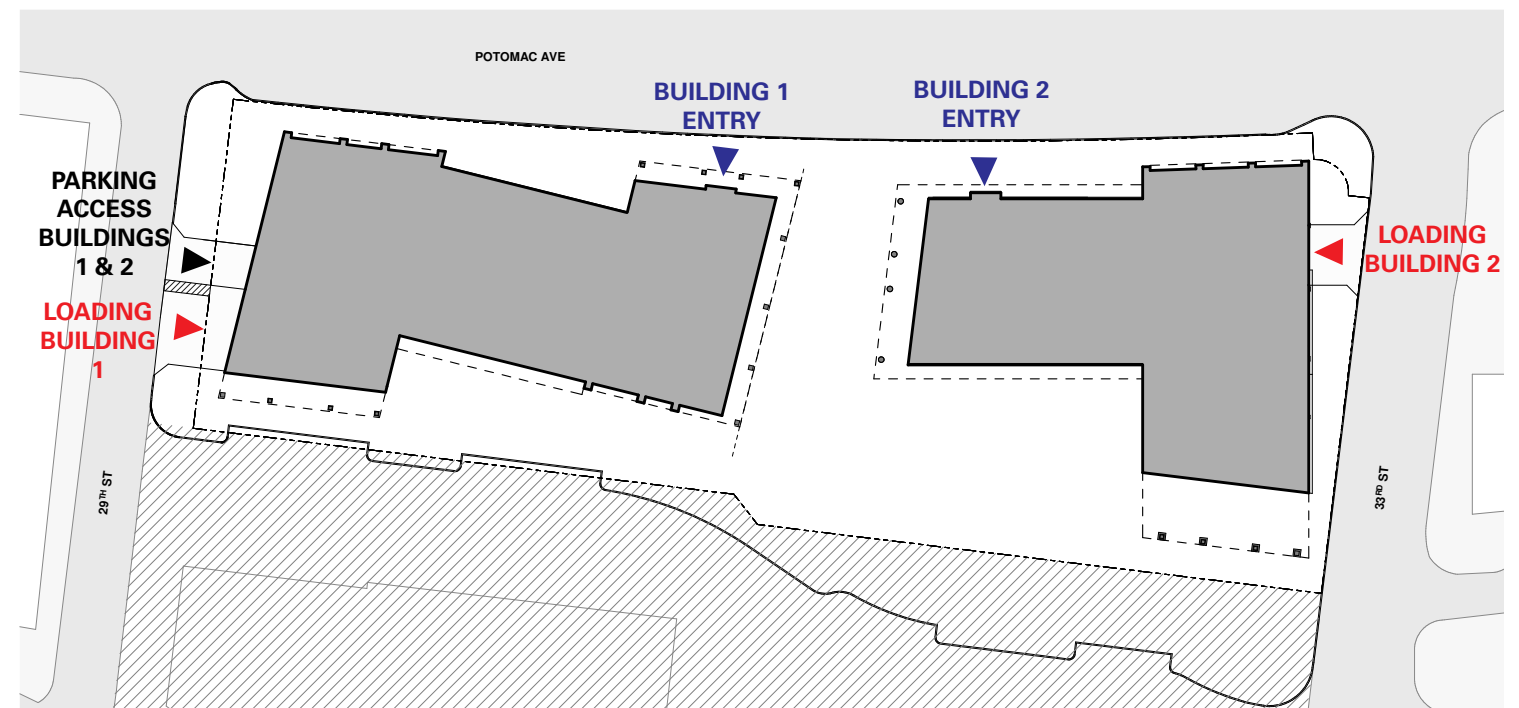 POTOMAC AVE
BUILDING 1
ENTRY
BUILDING 2
ENTRY
PARKING
ACCESS
BUILDINGS
1 & 2
LOADING
BUILDING
1
LOADING
BUILDING 2
29TH ST
33RD ST